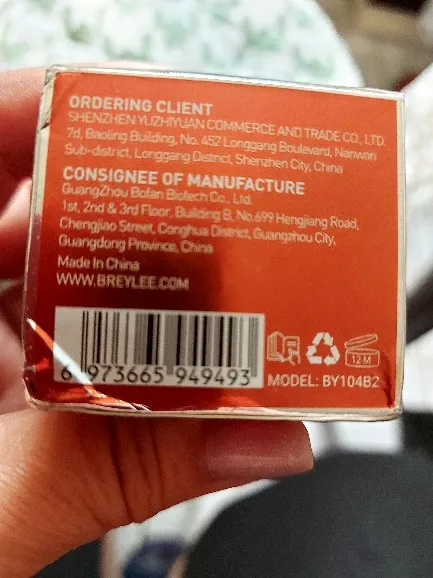 ORDERING CLIENT
SHENZHEN YUZHIYUAN COMMERCE AND TRADE CO., LTD.
7d, Baoling Building, No. 452 Longgang Boulevard, Nanwan
Sub-district, Longgang District, Shenzhen City, China
CONSIGNEE OF MANUFACTURE
GuangZhou Bofan Biotech Co., Ltd.
1st, 2nd & 3rd Floor, Building B, No.699 Hengjiang Road,
Chengjiao Street, Conghua District, Guangzhou City,
Guangdong Province, China
Made In China
WWW.BREYLEE.COM
6 973665 949493
12M
MODEL: BY104B2